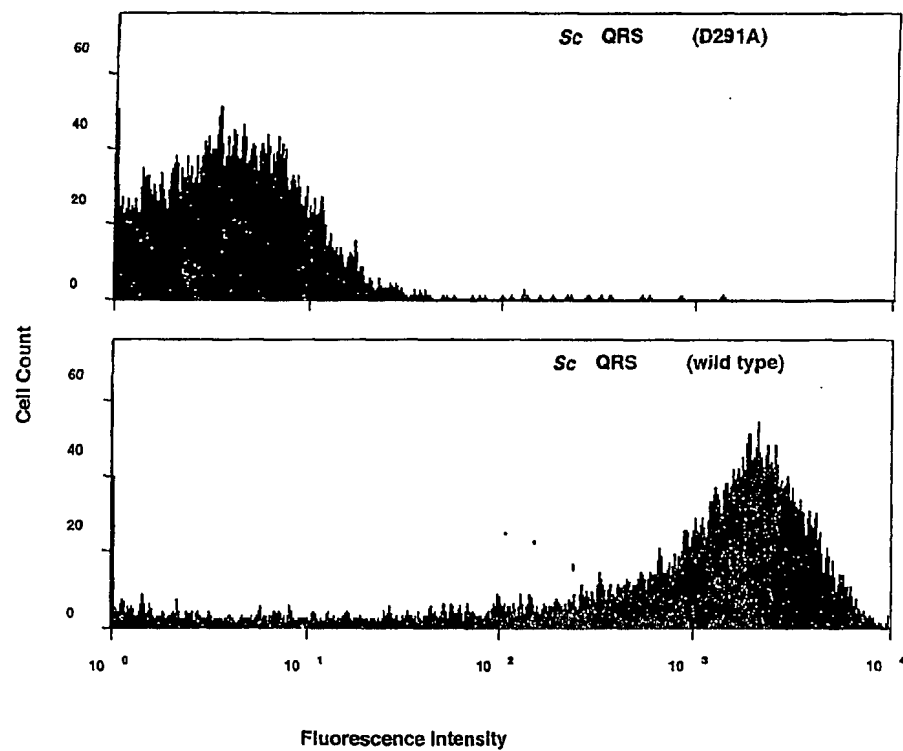 Sc QRS (D291A)
60
40
20
0
Sc QRS (wild type)
60
40
20
0
10 0 10 1 10 2 10 3 10 4
Cell Count
Fluorescence Intensity